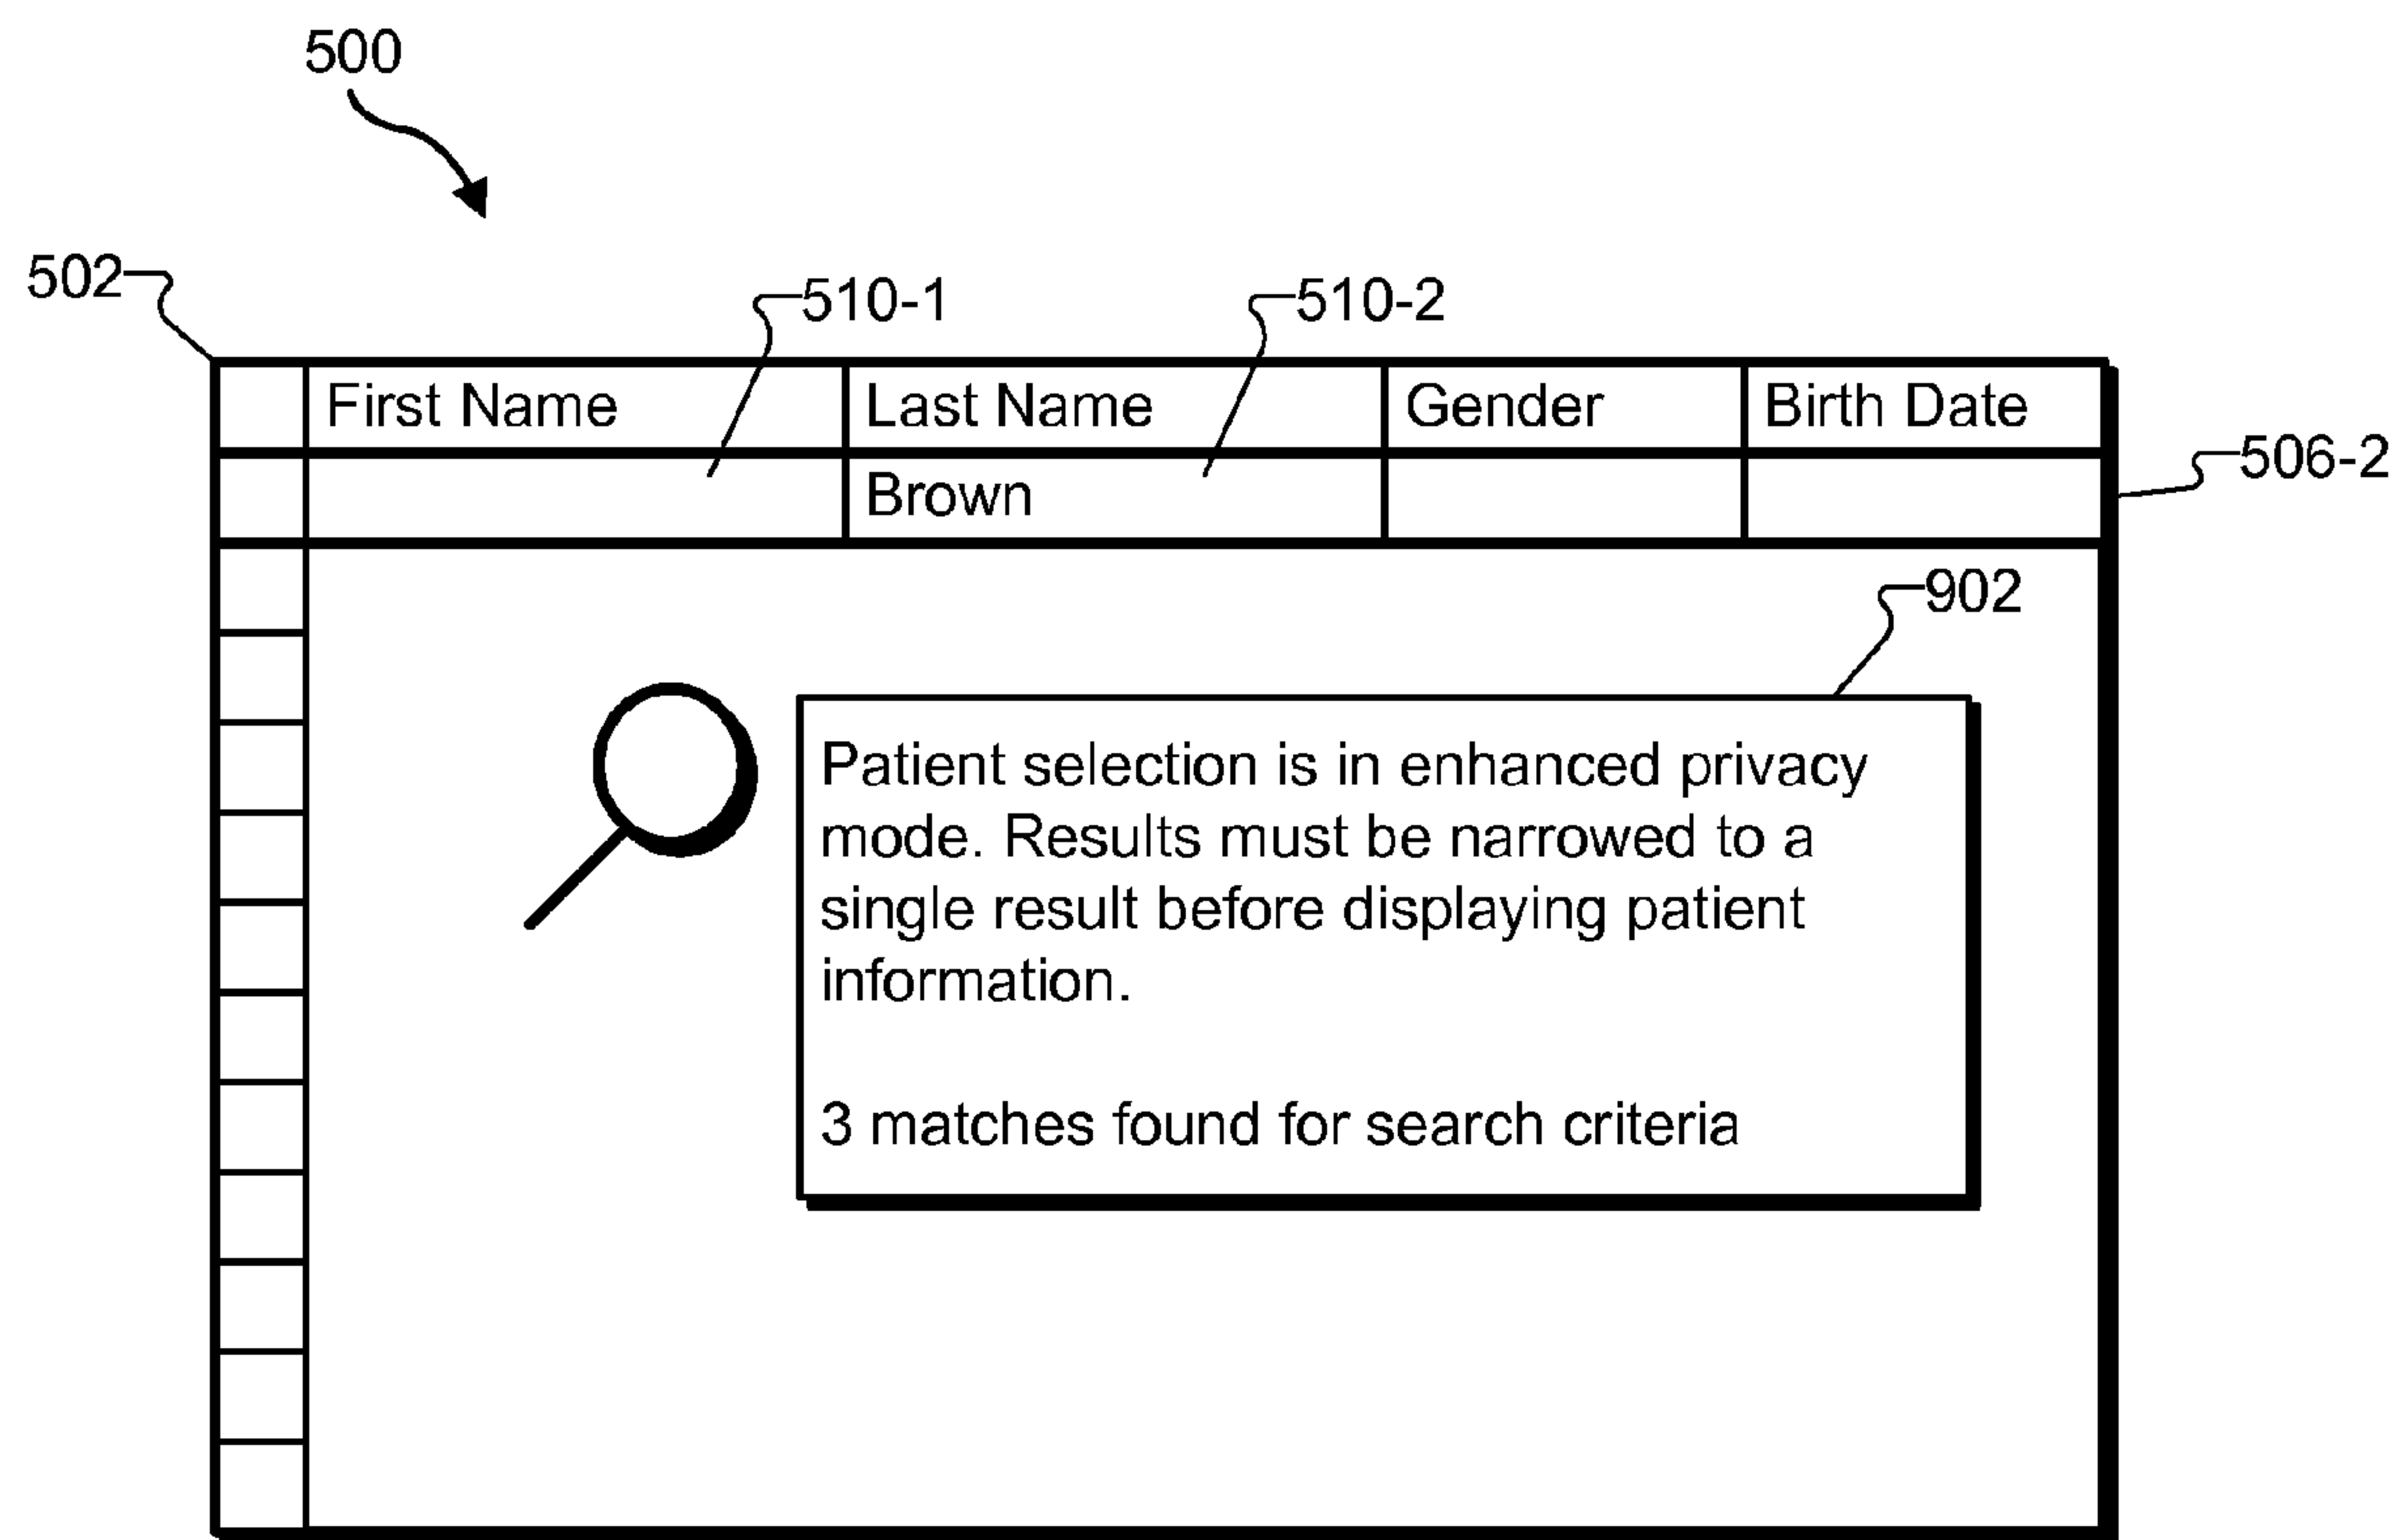 500
502
510-1
510-2
First Name Last Name Gender Birth Date
506-2
Brown
902
Patient selection is in enhanced privacy
mode. Results must be narrowed to a
single result before displaying patient
information.
3 matches found for search criteria